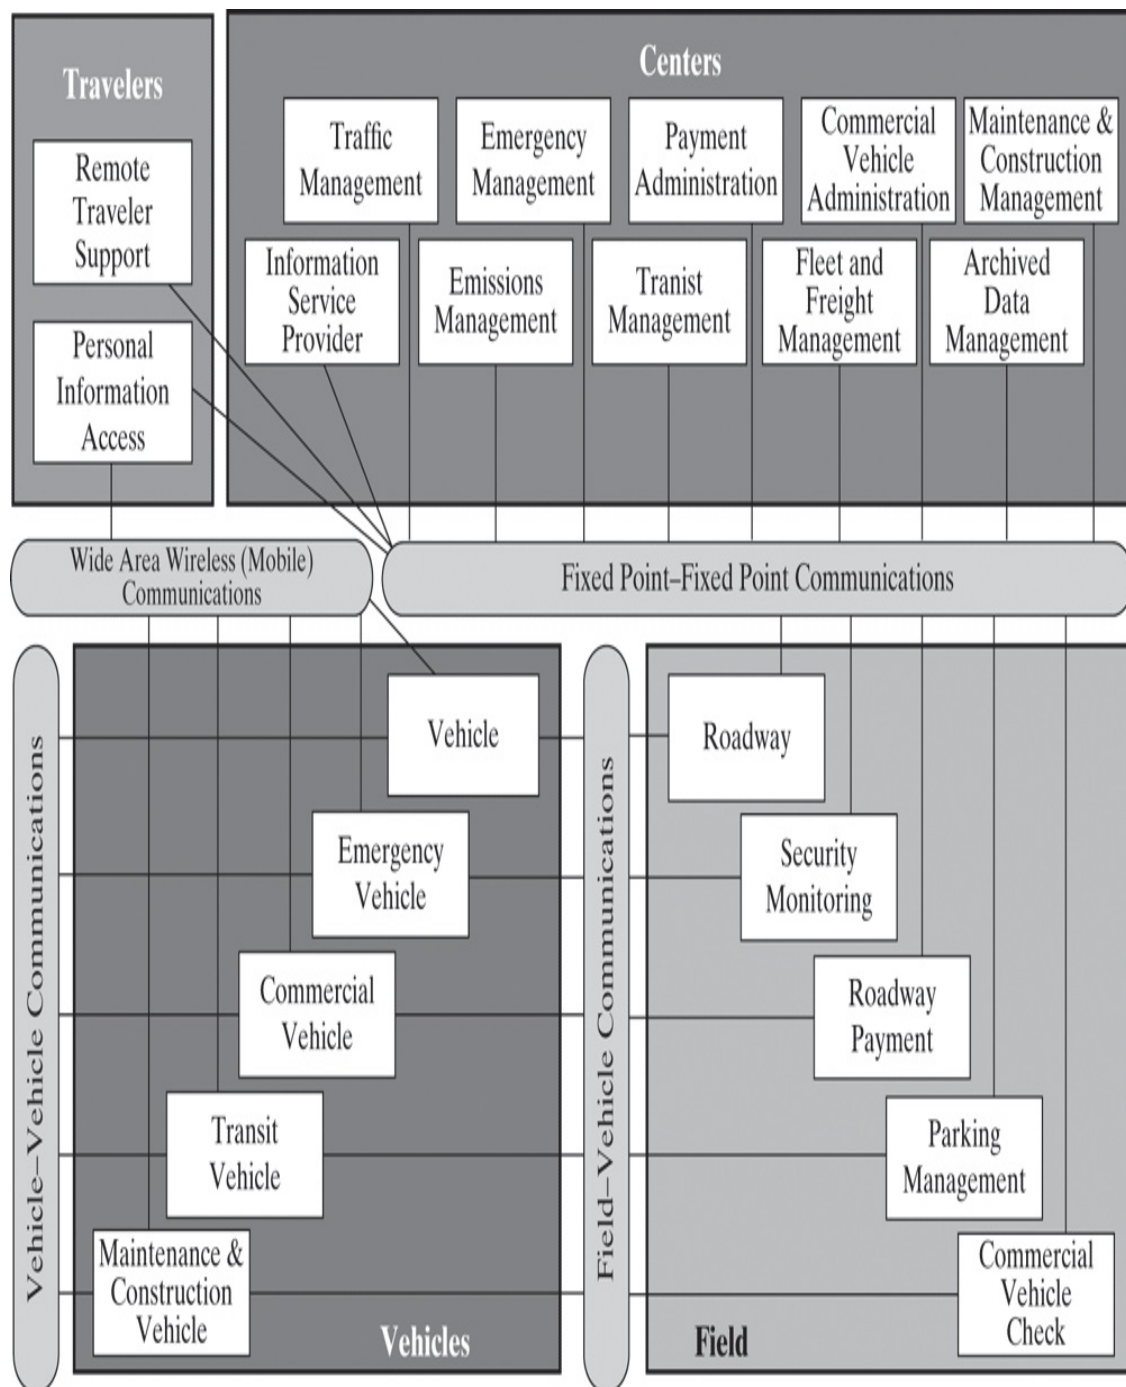 Travelers
Remote
Traveler
Support
Personal
Information
Access
Centers
Traffic
Management
Emergency
Management
Payment
Administration
Commercial
Vehicle
Administration
Maintenance &
Construction
Management
Information
Service
Provider
Emissions
Management
Tranist
Management
Fleet and
Freight
Management
Archived
Data
Management
Wide Area Wireless (Mobile)
Communications
Fixed Point–Fixed Point Communications
Vehicle–Vehicle Communications
Vehicle
Emergency
Vehicle
Commercial
Vehicle
Transit
Vehicle
Maintenance &
Construction
Vehicle
Vehicles
Field–Vehicle Communications
Roadway
Security
Monitoring
Roadway
Payment
Parking
Management
Commercial
Vehicle
Check
Field